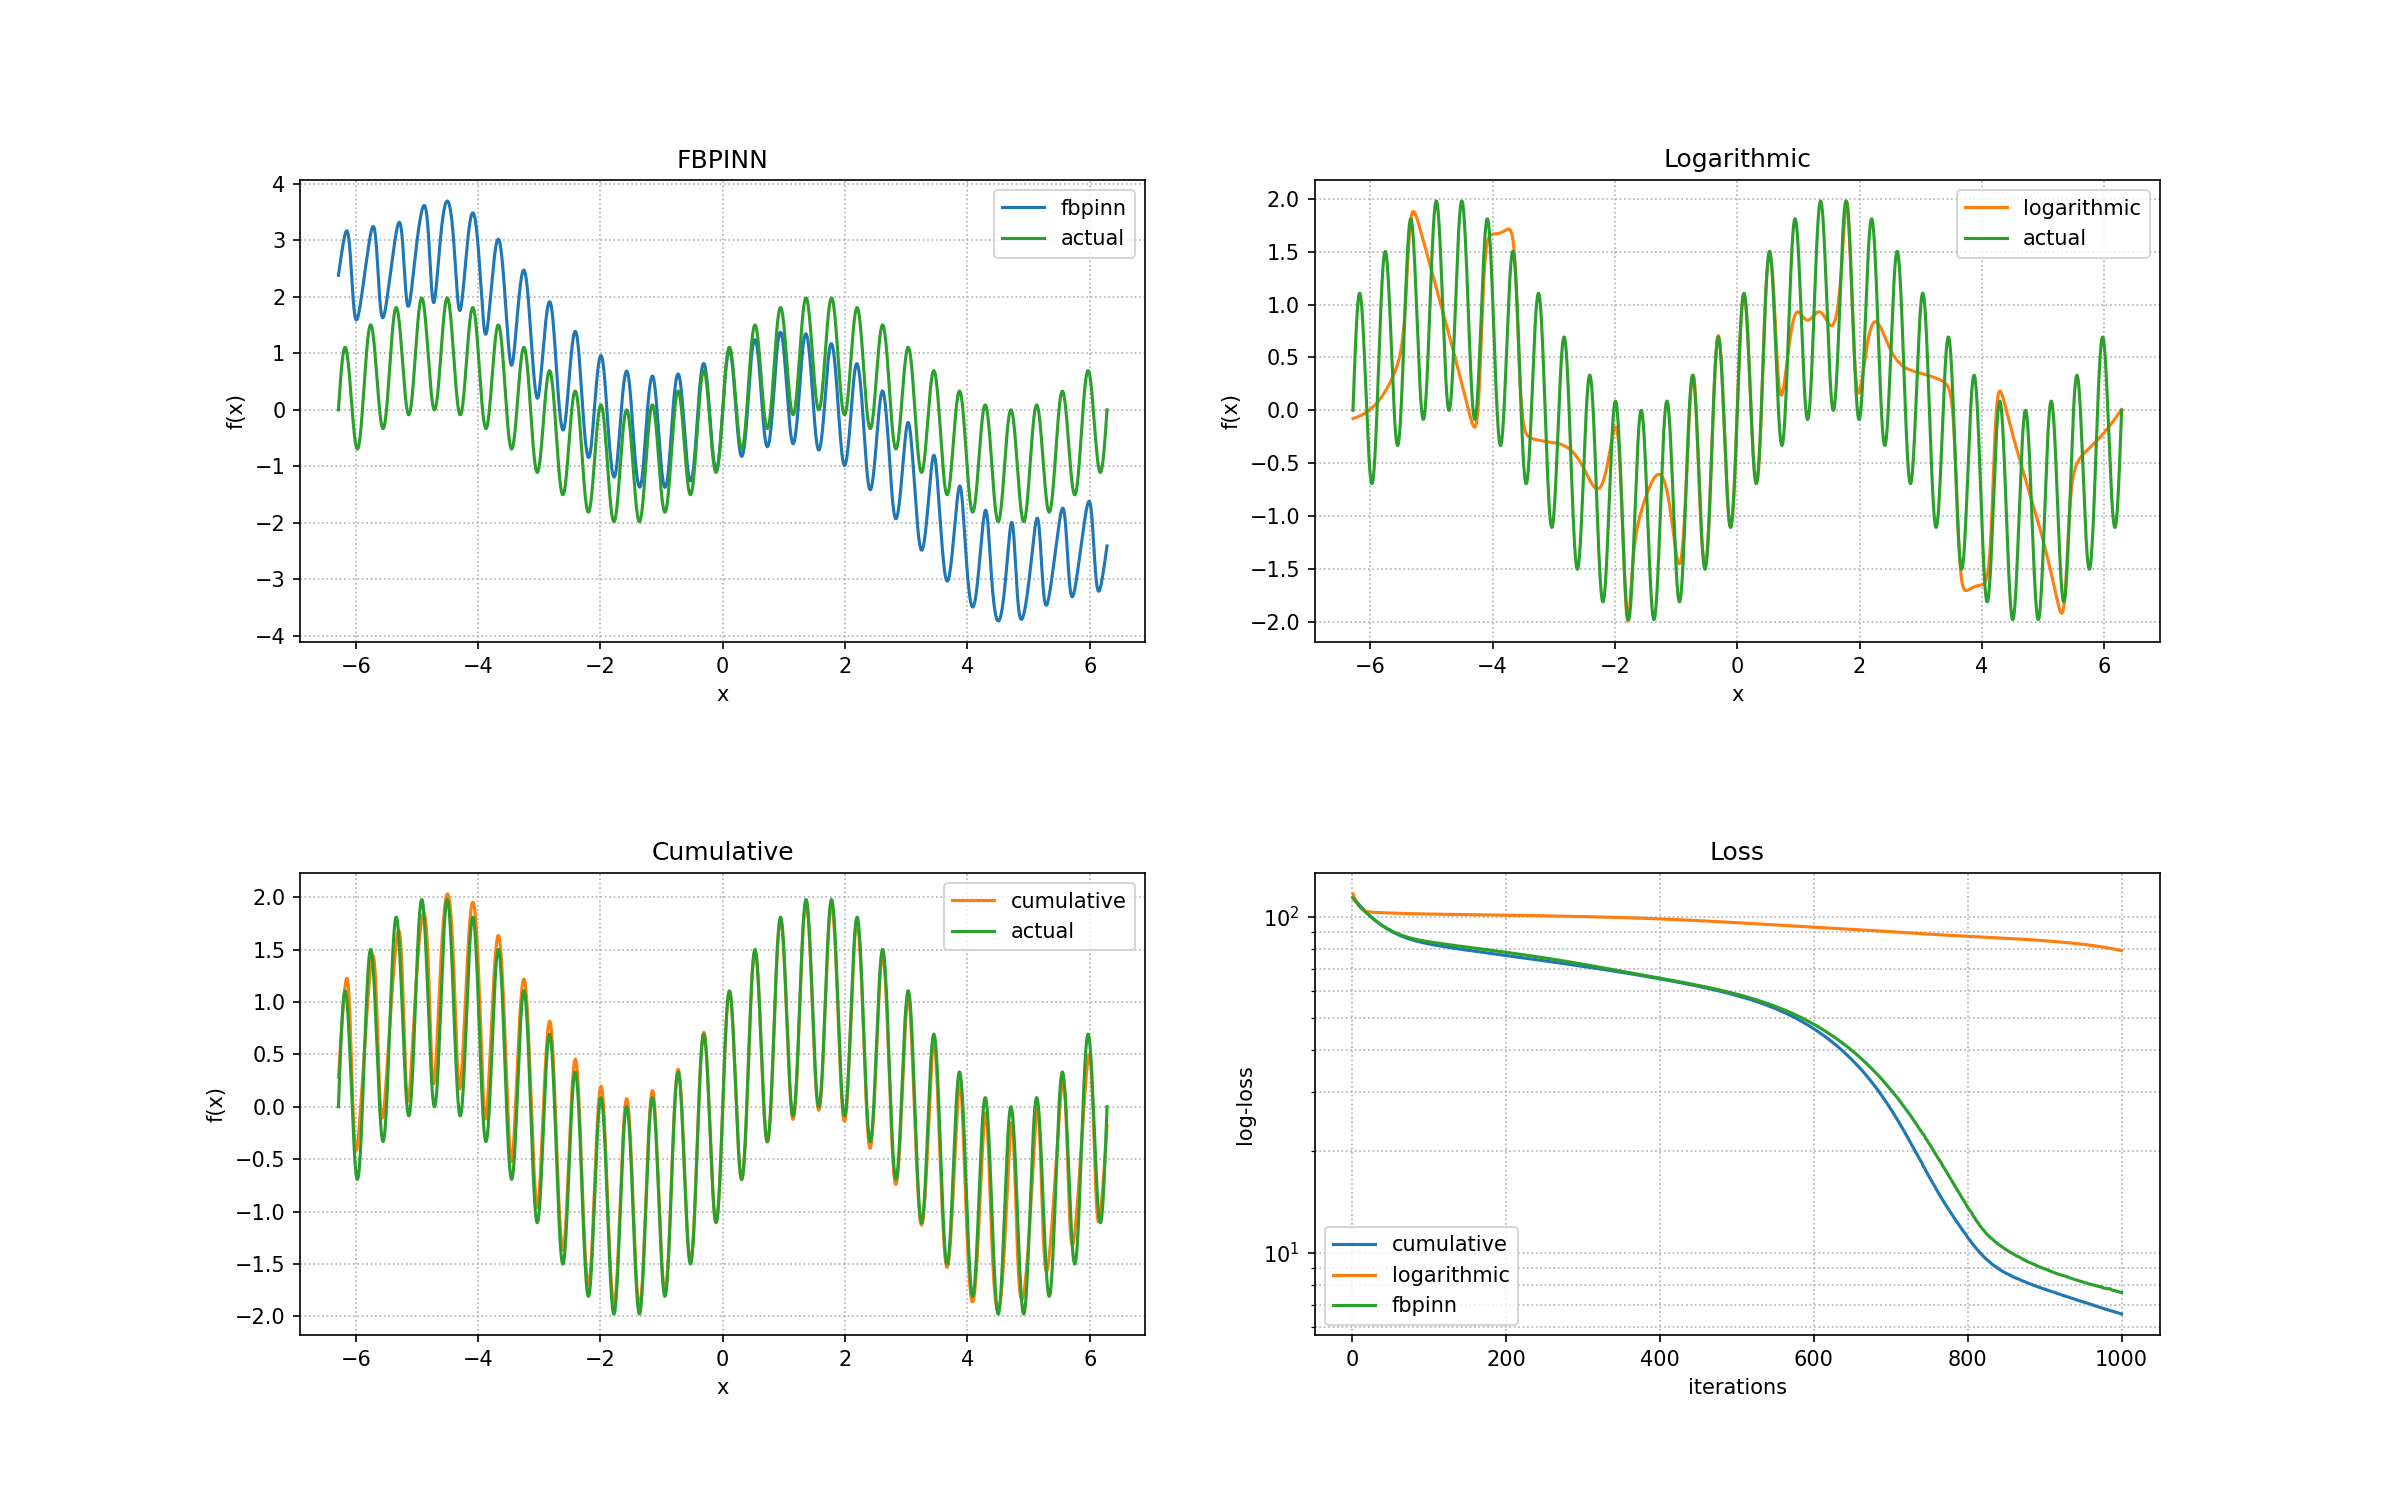 FBPINN
4
3
2
1
0
−1
−2
−3
−4
f(x)
fbpinn
actual
−6 −4 −2 0 2 4 6
x
Logarithmic
2.0
1.5
1.0
0.5
0.0
−0.5
−1.0
−1.5
−2.0
f(x)
logarithmic
actual
−6 −4 −2 0 2 4 6
x
Cumulative
2.0
1.5
1.0
0.5
0.0
−0.5
−1.0
−1.5
−2.0
f(x)
cumulative
actual
−6 −4 −2 0 2 4 6
x
Loss
10²
10¹
log-loss
cumulative
logarithmic
fbpinn
0 200 400 600 800 1000
iterations